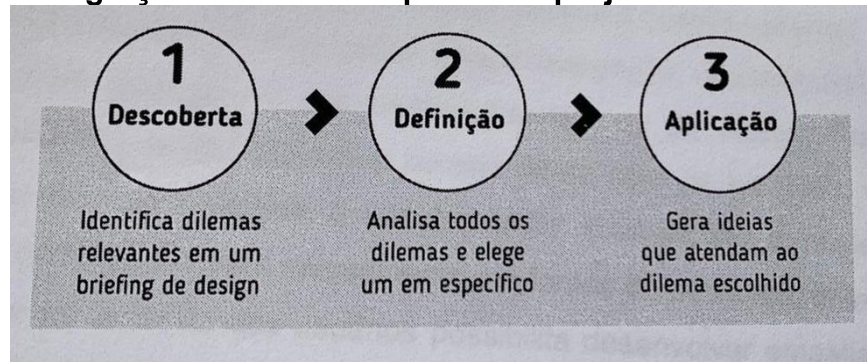 1
Descoberta
Identifica dilemas
relevantes em um
briefing de design
2
Definição
Analisa todos os
dilemas e elege
um em específico
3
Aplicação
Gera ideias
que atendam ao
dilema escolhido